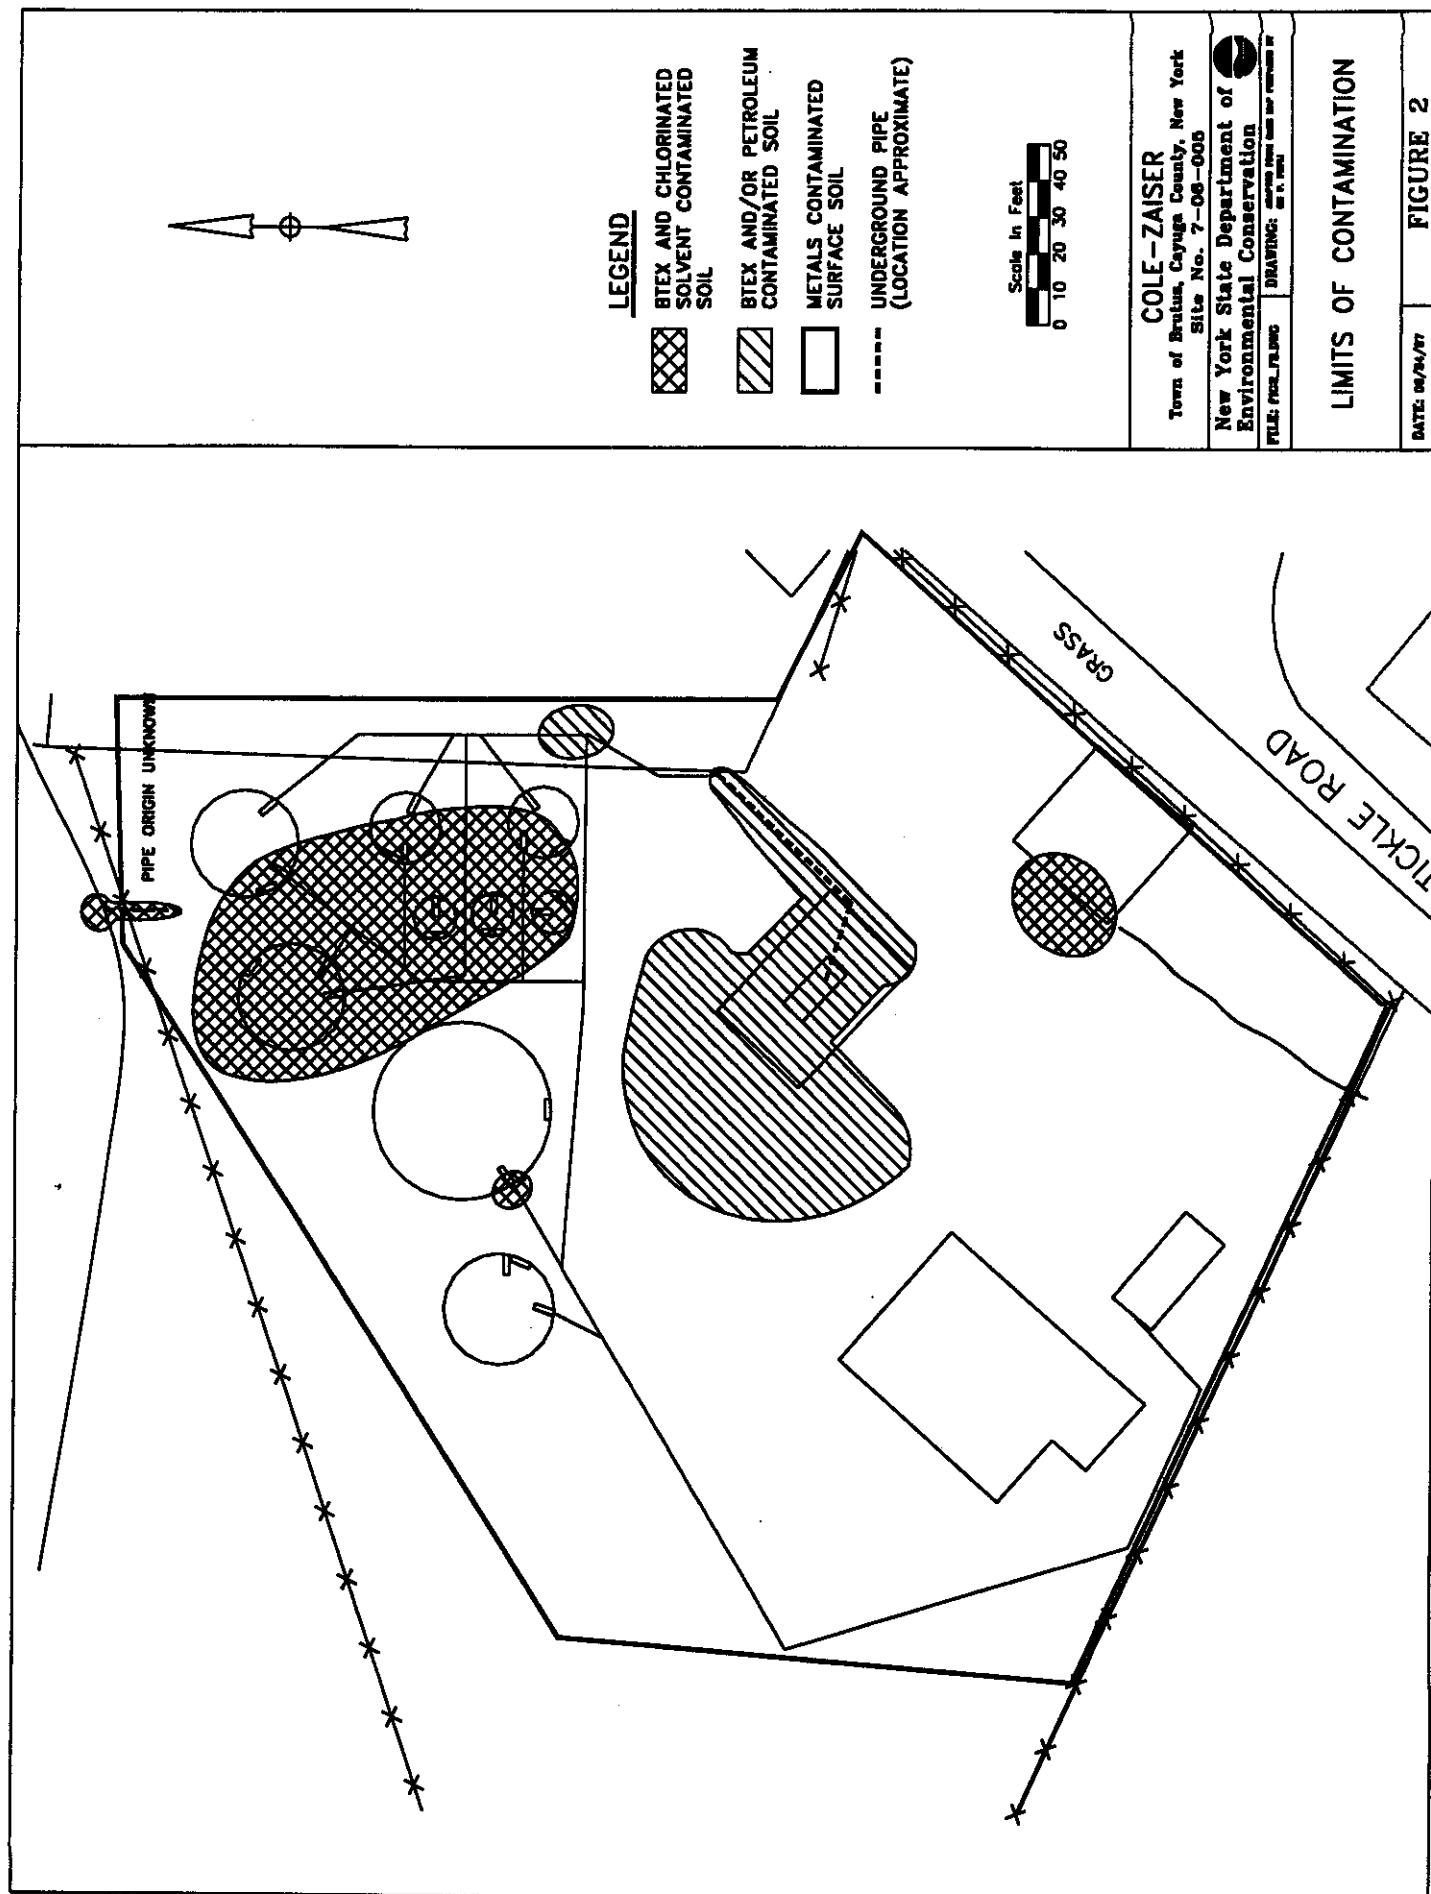 PIPE ORIGIN UNKNOWN
GRASS
TICKLE ROAD
LEGEND
BTEX AND CHLORINATED
SOLVENT CONTAMINATED
SOIL
BTEX AND/OR PETROLEUM
CONTAMINATED SOIL
METALS CONTAMINATED
SURFACE SOIL
UNDERGROUND PIPE
(LOCATION APPROXIMATE)
Scale In Feet
0 10 20 30 40 50
COLE-ZAISER
Town of Brutus, Cayuga County, New York
Site No. 7-06-005
New York State Department of
Environmental Conservation
FILE:
DRAWING:
LIMITS OF CONTAMINATION
DATE:
FIGURE 2